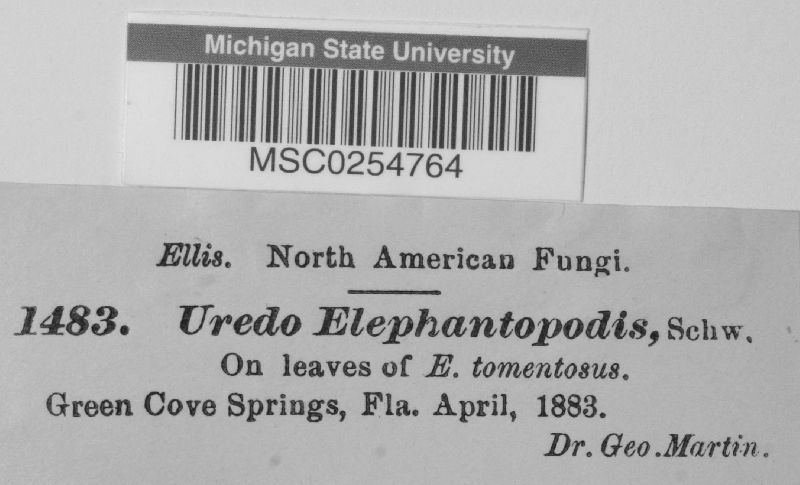 Michigan State University
MSC0254764
Ellis. North American Fungi.
1483. Uredo Elephantopodis, Schw.
On leaves of E. tomentosus.
Green Cove Springs, Fla. April, 1883.
Dr. Geo. Martin.